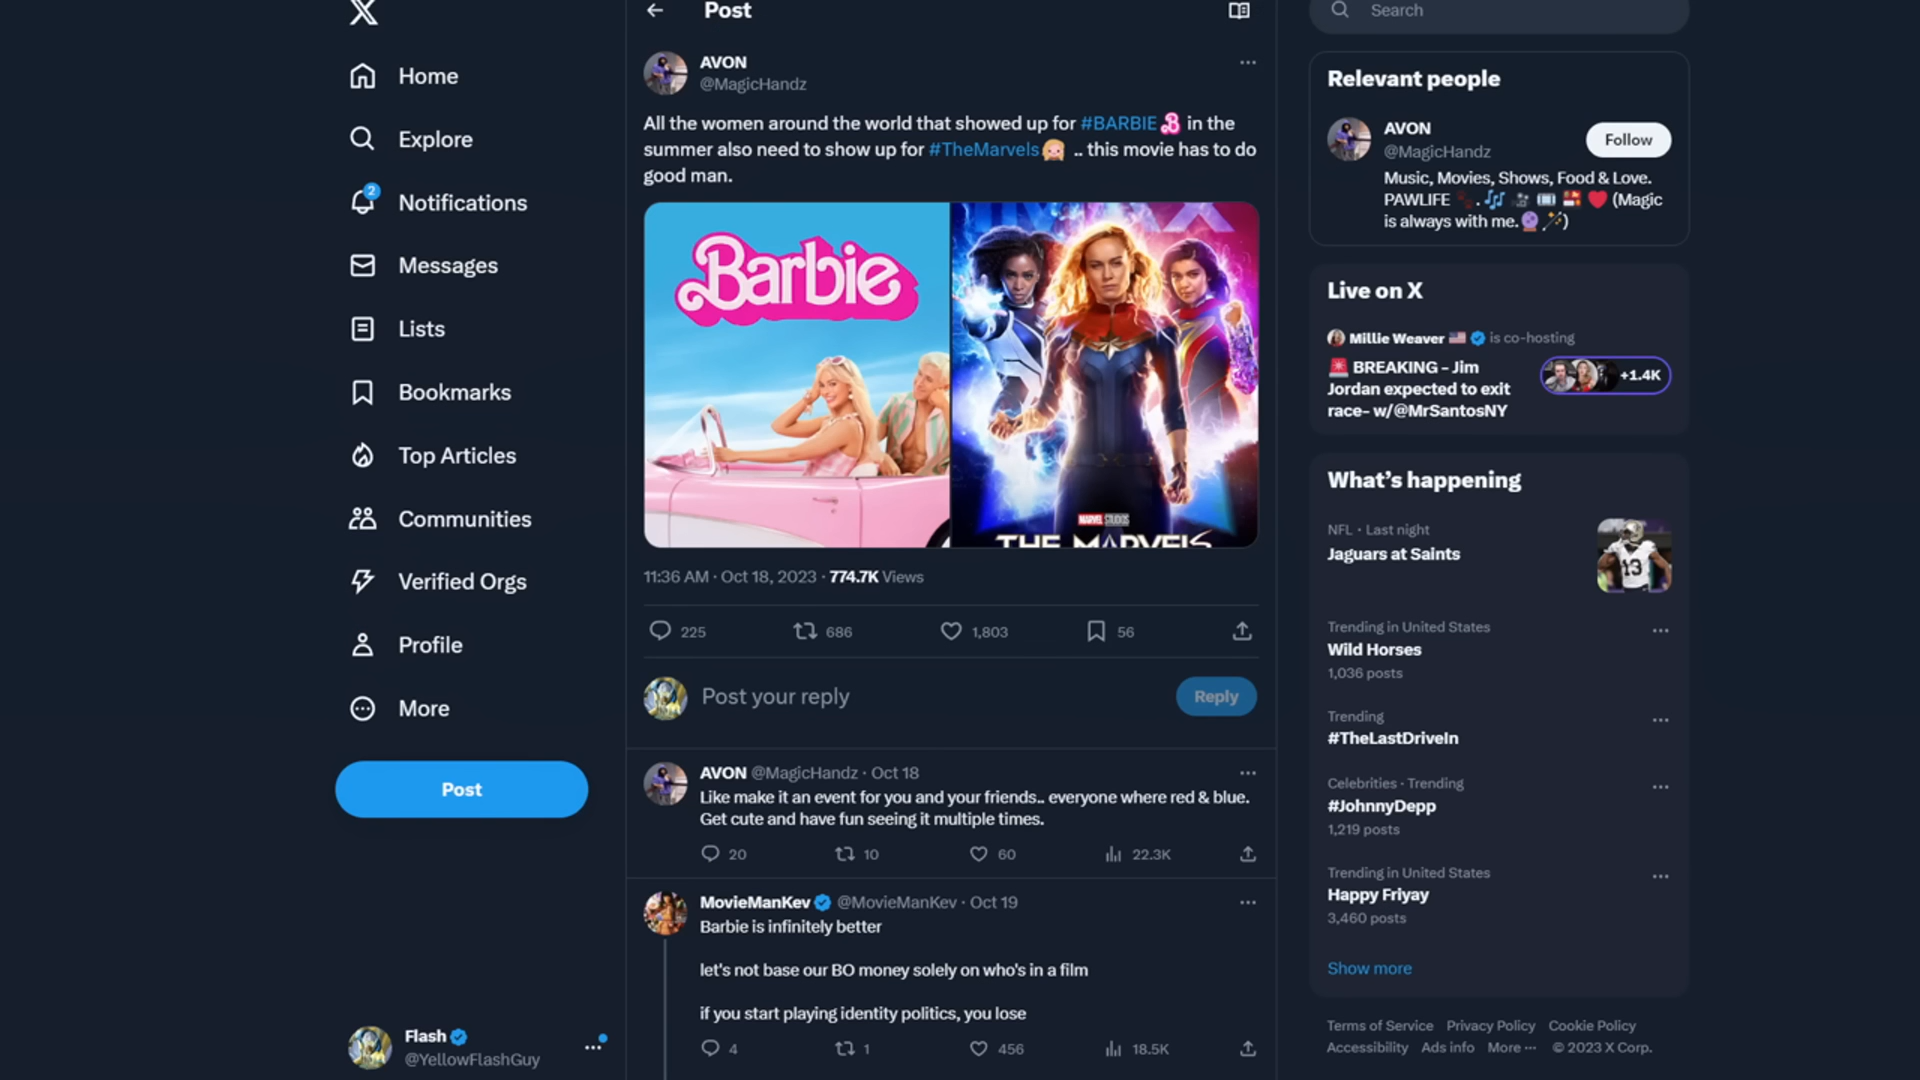 Home
Explore
2
Notifications
Messages
Lists
Bookmarks
Top Articles
Communities
Verified Orgs
Profile
More
Post
Flash
@YellowFlashGuy
Post
AVON
@MagicHandz
All the women around the world that showed up for #BARBIE in the
summer also need to show up for #TheMarvels .. this movie has to do
good man.
Barbie
IMAX
MARVEL STUDIOS
THE MARVELS
11:36 AM · Oct 18, 2023 · 774.7K Views
225 686 1,803 56
Post your reply
Reply
AVON @MagicHandz · Oct 18
Like make it an event for you and your friends.. everyone where red & blue.
Get cute and have fun seeing it multiple times.
20 10 60 22.3K
MovieManKev @MovieManKev · Oct 19
Barbie is infinitely better
let's not base our BO money solely on who's in a film
if you start playing identity politics, you lose
4 1 456 18.5K
Search
Relevant people
AVON
@MagicHandz
Follow
Music, Movies, Shows, Food & Love.
PAWLIFE 🐾. 🎶 🎥 🎟 🍱 ❤️ (Magic
is always with me.🔮 🪄)
Live on X
Millie Weaver 🇺🇸 is co-hosting
🚨 BREAKING - Jim
Jordan expected to exit
race- w/@MrSantosNY
+1.4K
What's happening
NFL · Last night
Jaguars at Saints
13
Trending in United States
Wild Horses
1,036 posts
Trending
#TheLastDriveIn
Celebrities · Trending
#JohnnyDepp
1,219 posts
Trending in United States
Happy Friyay
3,460 posts
Show more
Terms of Service Privacy Policy Cookie Policy
Accessibility Ads info More ··· © 2023 X Corp.